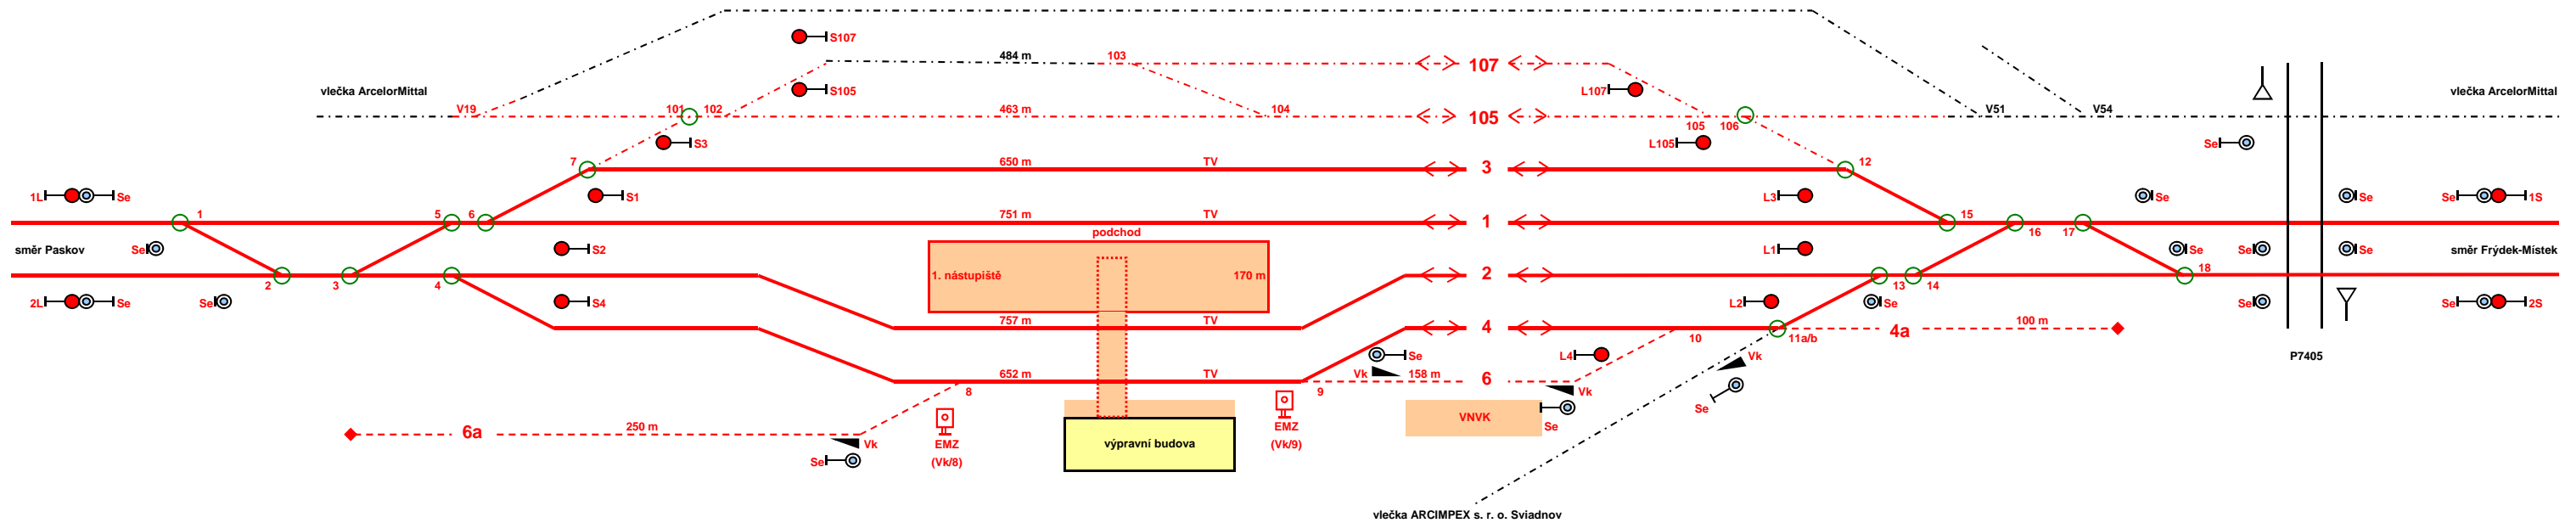 S107
484 m
103
107
vlečka ArcelorMittal
S105
L107
vlečka ArcelorMittal
V19
101
102
463 m
104
105
105
106
V51
V54
S3
L105
Se
7
650 m
TV
3
12
1L
Se
S1
L3
Se
Se
Se
1S
1
5
6
751 m
TV
1
15
16
17
podchod
směr Paskov
Se
S2
L1
Se
Se
Se
směr Frýdek-Místek
1. nástupiště
170 m
2
2
3
4
13
14
18
2L
Se
Se
S4
L2
Se
Se
Se
2S
757 m
TV
4
10
11a/b
4a
100 m
Se
L4
Vk
P7405
652 m
TV
Vk
158 m
6
8
9
Vk
Se
VNVK
Se
6a
250 m
Vk
EMZ
(Vk/8)
EMZ
(Vk/9)
výpravní budova
Se
vlečka ARCIMPEX s. r. o. Sviadnov